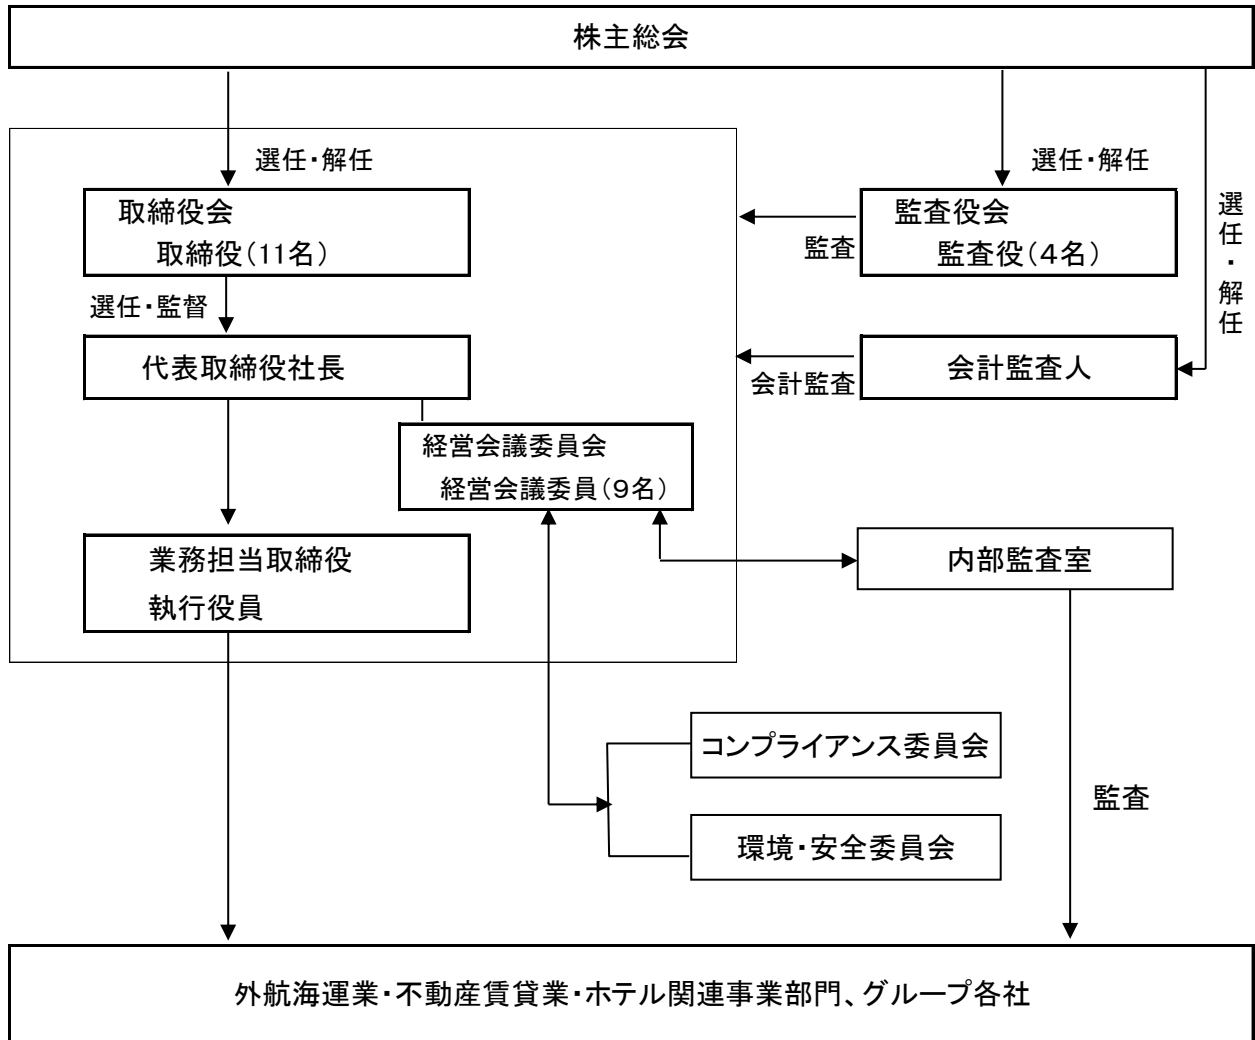 株主総会
選任・解任
選任・解任
選任・解任
取締役会
取締役(11名)
監査
監査役会
監査役(4名)
選任・監督
代表取締役社長
会計監査
会計監査人
経営会議委員会
経営会議委員(9名)
業務担当取締役
執行役員
内部監査室
コンプライアンス委員会
監査
環境・安全委員会
外航海運業・不動産賃貸業・ホテル関連事業部門、グループ各社